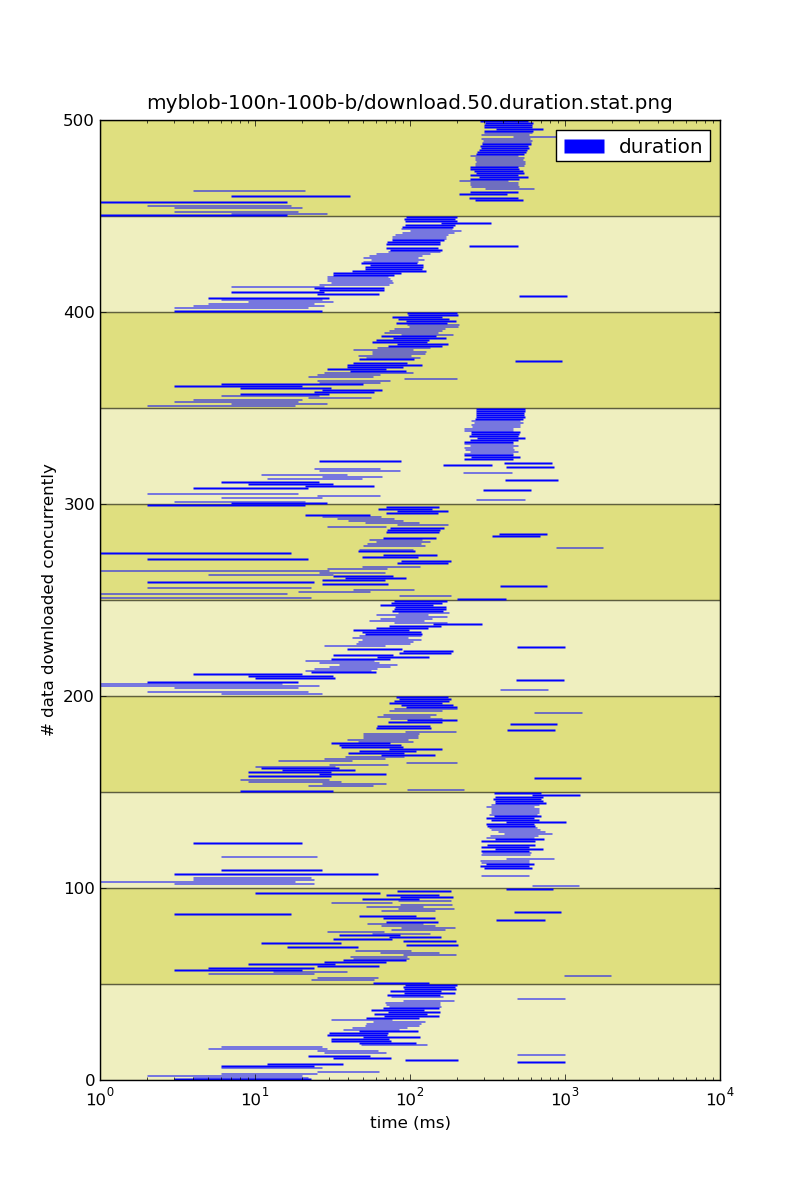 myblob-100n-100b-b/download.50.duration.stat.png
duration
500
400
300
200
100
0
# data downloaded concurrently
10^0 10^1 10^2 10^3 10^4
time (ms)